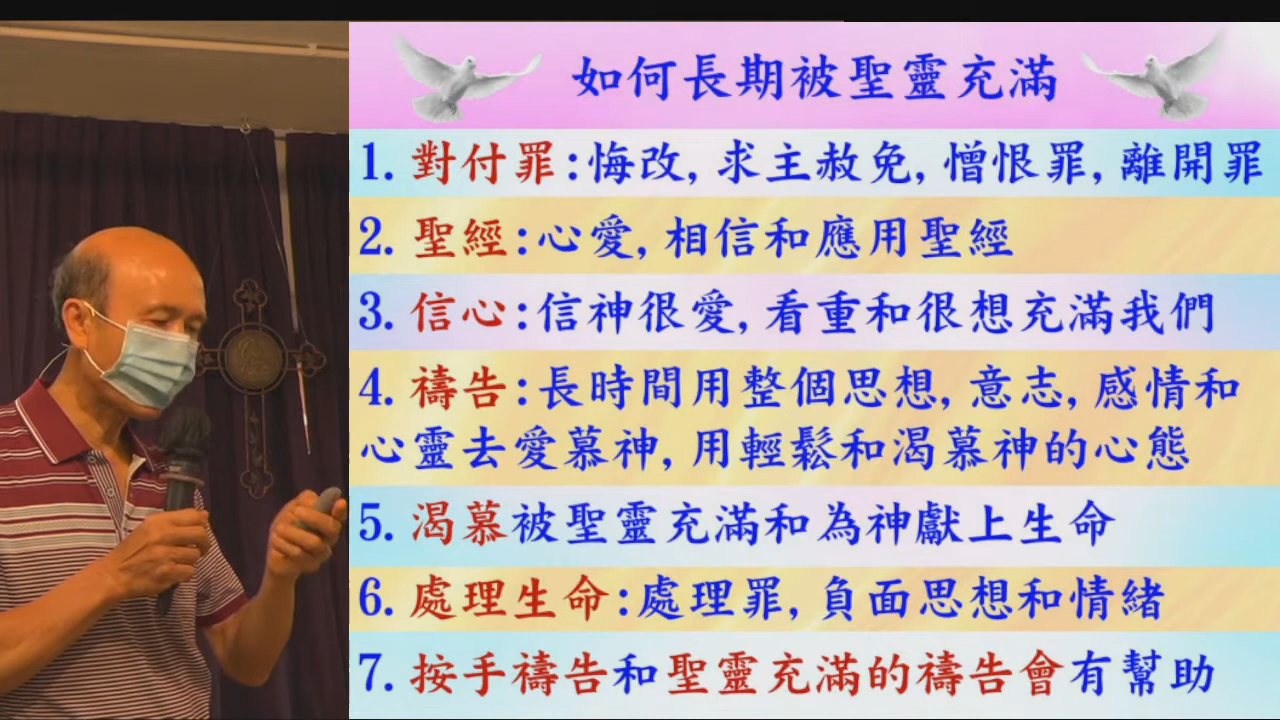 如何長期被聖靈充滿
1. 對付罪:悔改, 求主赦免, 憎恨罪, 離開罪
2. 聖經:心愛, 相信和應用聖經
3. 信心:信神很愛, 看重和很想充滿我們
4. 禱告:長時間用整個思想, 意志, 感情和
心靈去愛慕神, 用輕鬆和渴慕神的心態
5. 渴慕被聖靈充滿和為神獻上生命
6. 處理生命:處理罪, 負面思想和情緒
7. 按手禱告和聖靈充滿的禱告會有幫助